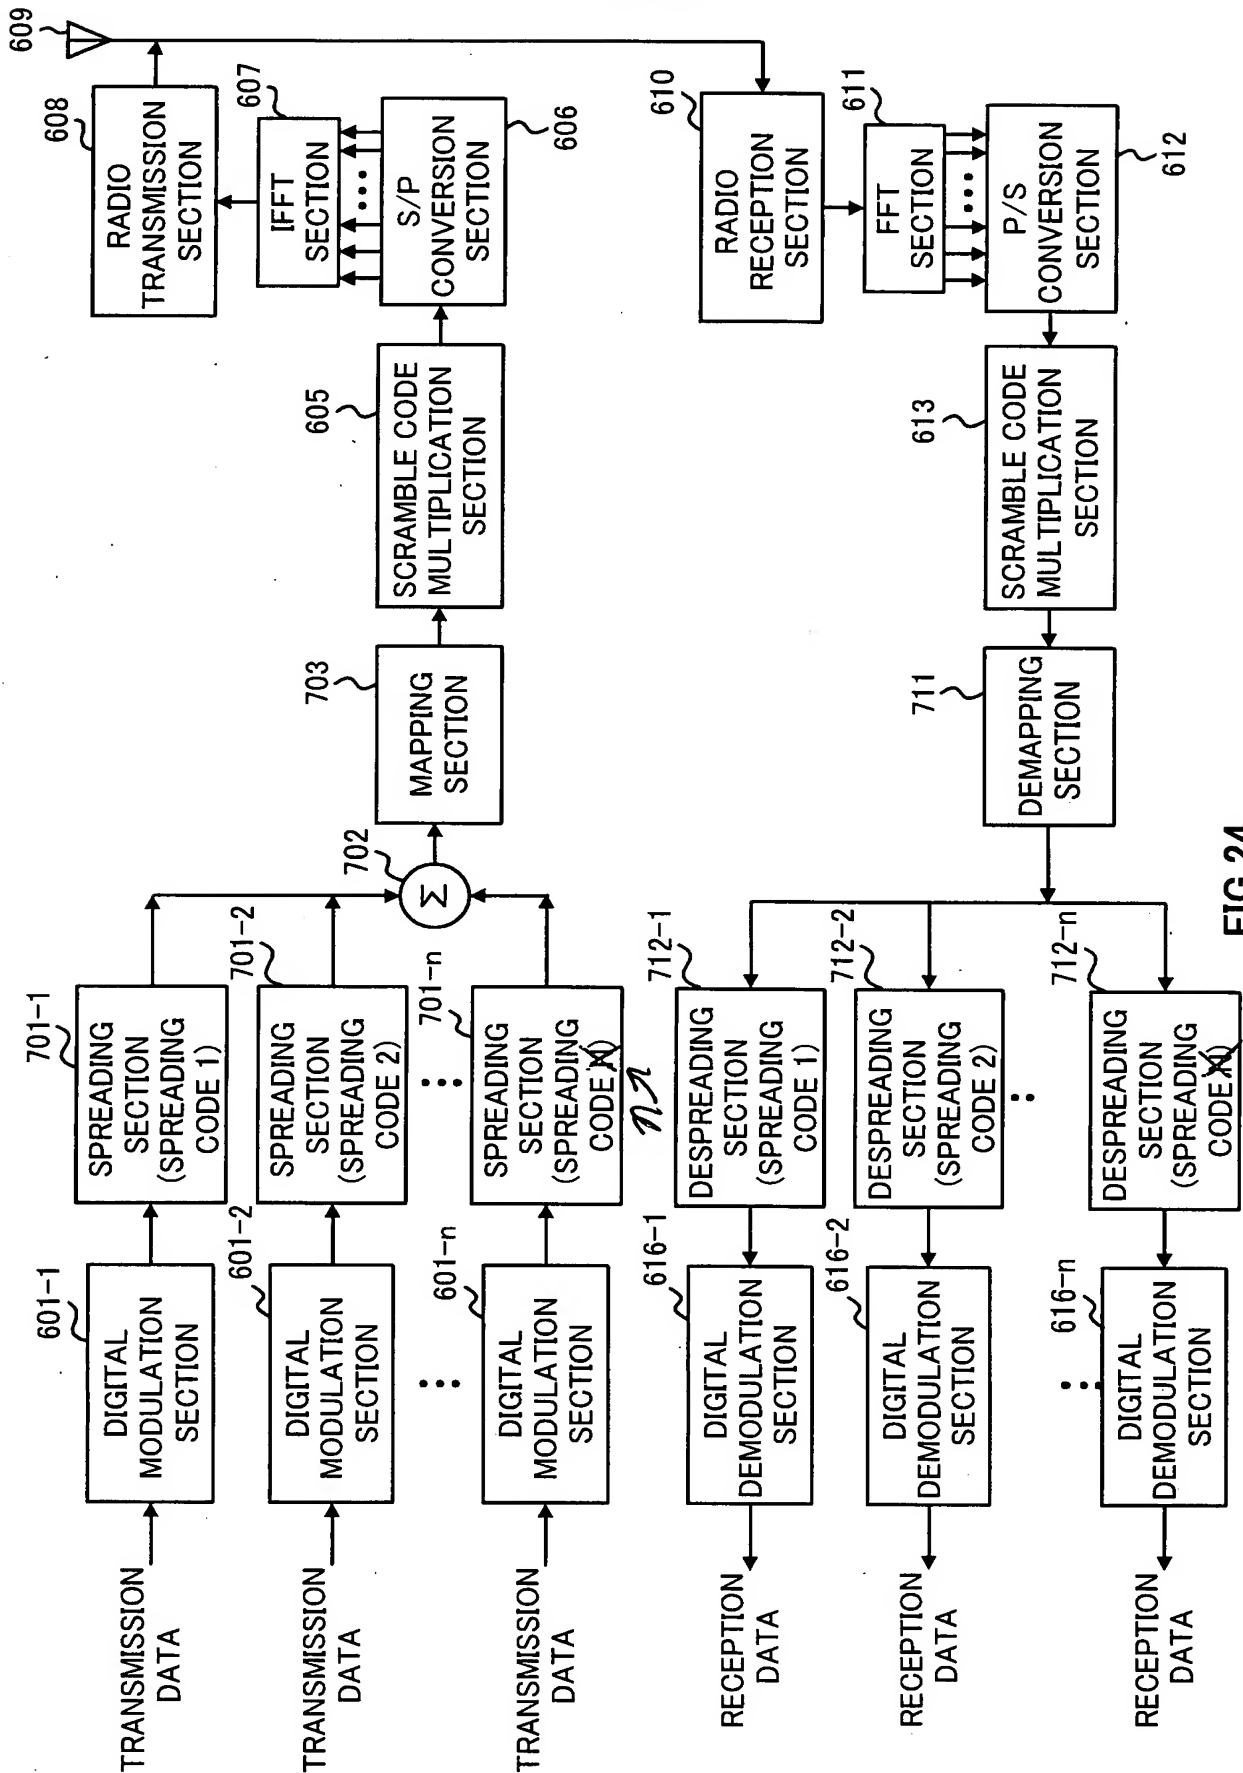 TRANSMISSION
DATA
601-1
DIGITAL
MODULATION
SECTION
701-1
SPREADING
SECTION
(SPREADING
CODE 1)
TRANSMISSION
DATA
601-2
DIGITAL
MODULATION
SECTION
701-2
SPREADING
SECTION
(SPREADING
CODE 2)
TRANSMISSION
DATA
601-n
DIGITAL
MODULATION
SECTION
701-n
SPREADING
SECTION
(SPREADING
CODE
n
702
Σ
703
MAPPING
SECTION
605
SCRAMBLE CODE
MULTIPLICATION
SECTION
606
S/P
CONVERSION
SECTION
607
IFFT
SECTION
608
RADIO
TRANSMISSION
SECTION
609
610
RADIO
RECEPTION
SECTION
611
FFT
SECTION
612
P/S
CONVERSION
SECTION
613
SCRAMBLE CODE
MULTIPLICATION
SECTION
711
DEMAPPING
SECTION
712-1
DESPREADING
SECTION
(SPREADING
CODE 1)
616-1
DIGITAL
DEMODULATION
SECTION
RECEPTION
DATA
712-2
DESPREADING
SECTION
(SPREADING
CODE 2)
616-2
DIGITAL
DEMODULATION
SECTION
RECEPTION
DATA
712-n
DESPREADING
SECTION
(SPREADING
CODE
616-n
DIGITAL
DEMODULATION
SECTION
RECEPTION
DATA
FIG.24